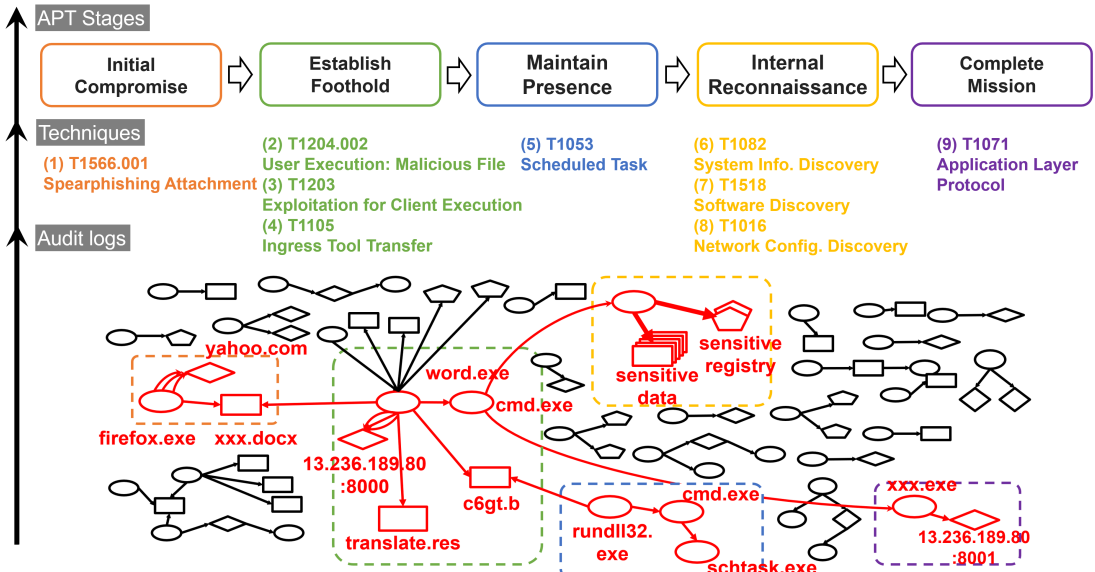 APT Stages
Initial
Compromise
Establish
Foothold
Maintain
Presence
Internal
Reconnaissance
Complete
Mission
Techniques
(1) T1566.001
Spearphishing Attachment
(2) T1204.002
User Execution: Malicious File
(3) T1203
Exploitation for Client Execution
(4) T1105
Ingress Tool Transfer
(5) T1053
Scheduled Task
(6) T1082
System Info. Discovery
(7) T1518
Software Discovery
(8) T1016
Network Config. Discovery
(9) T1071
Application Layer
Protocol
Audit logs
yahoo.com
firefox.exe
xxx.docx
word.exe
cmd.exe
13.236.189.80
:8000
translate.res
c6gt.b
sensitive
data
sensitive
registry
rundll32.
exe
cmd.exe
schtask.exe
xxx.exe
13.236.189.80
:8001